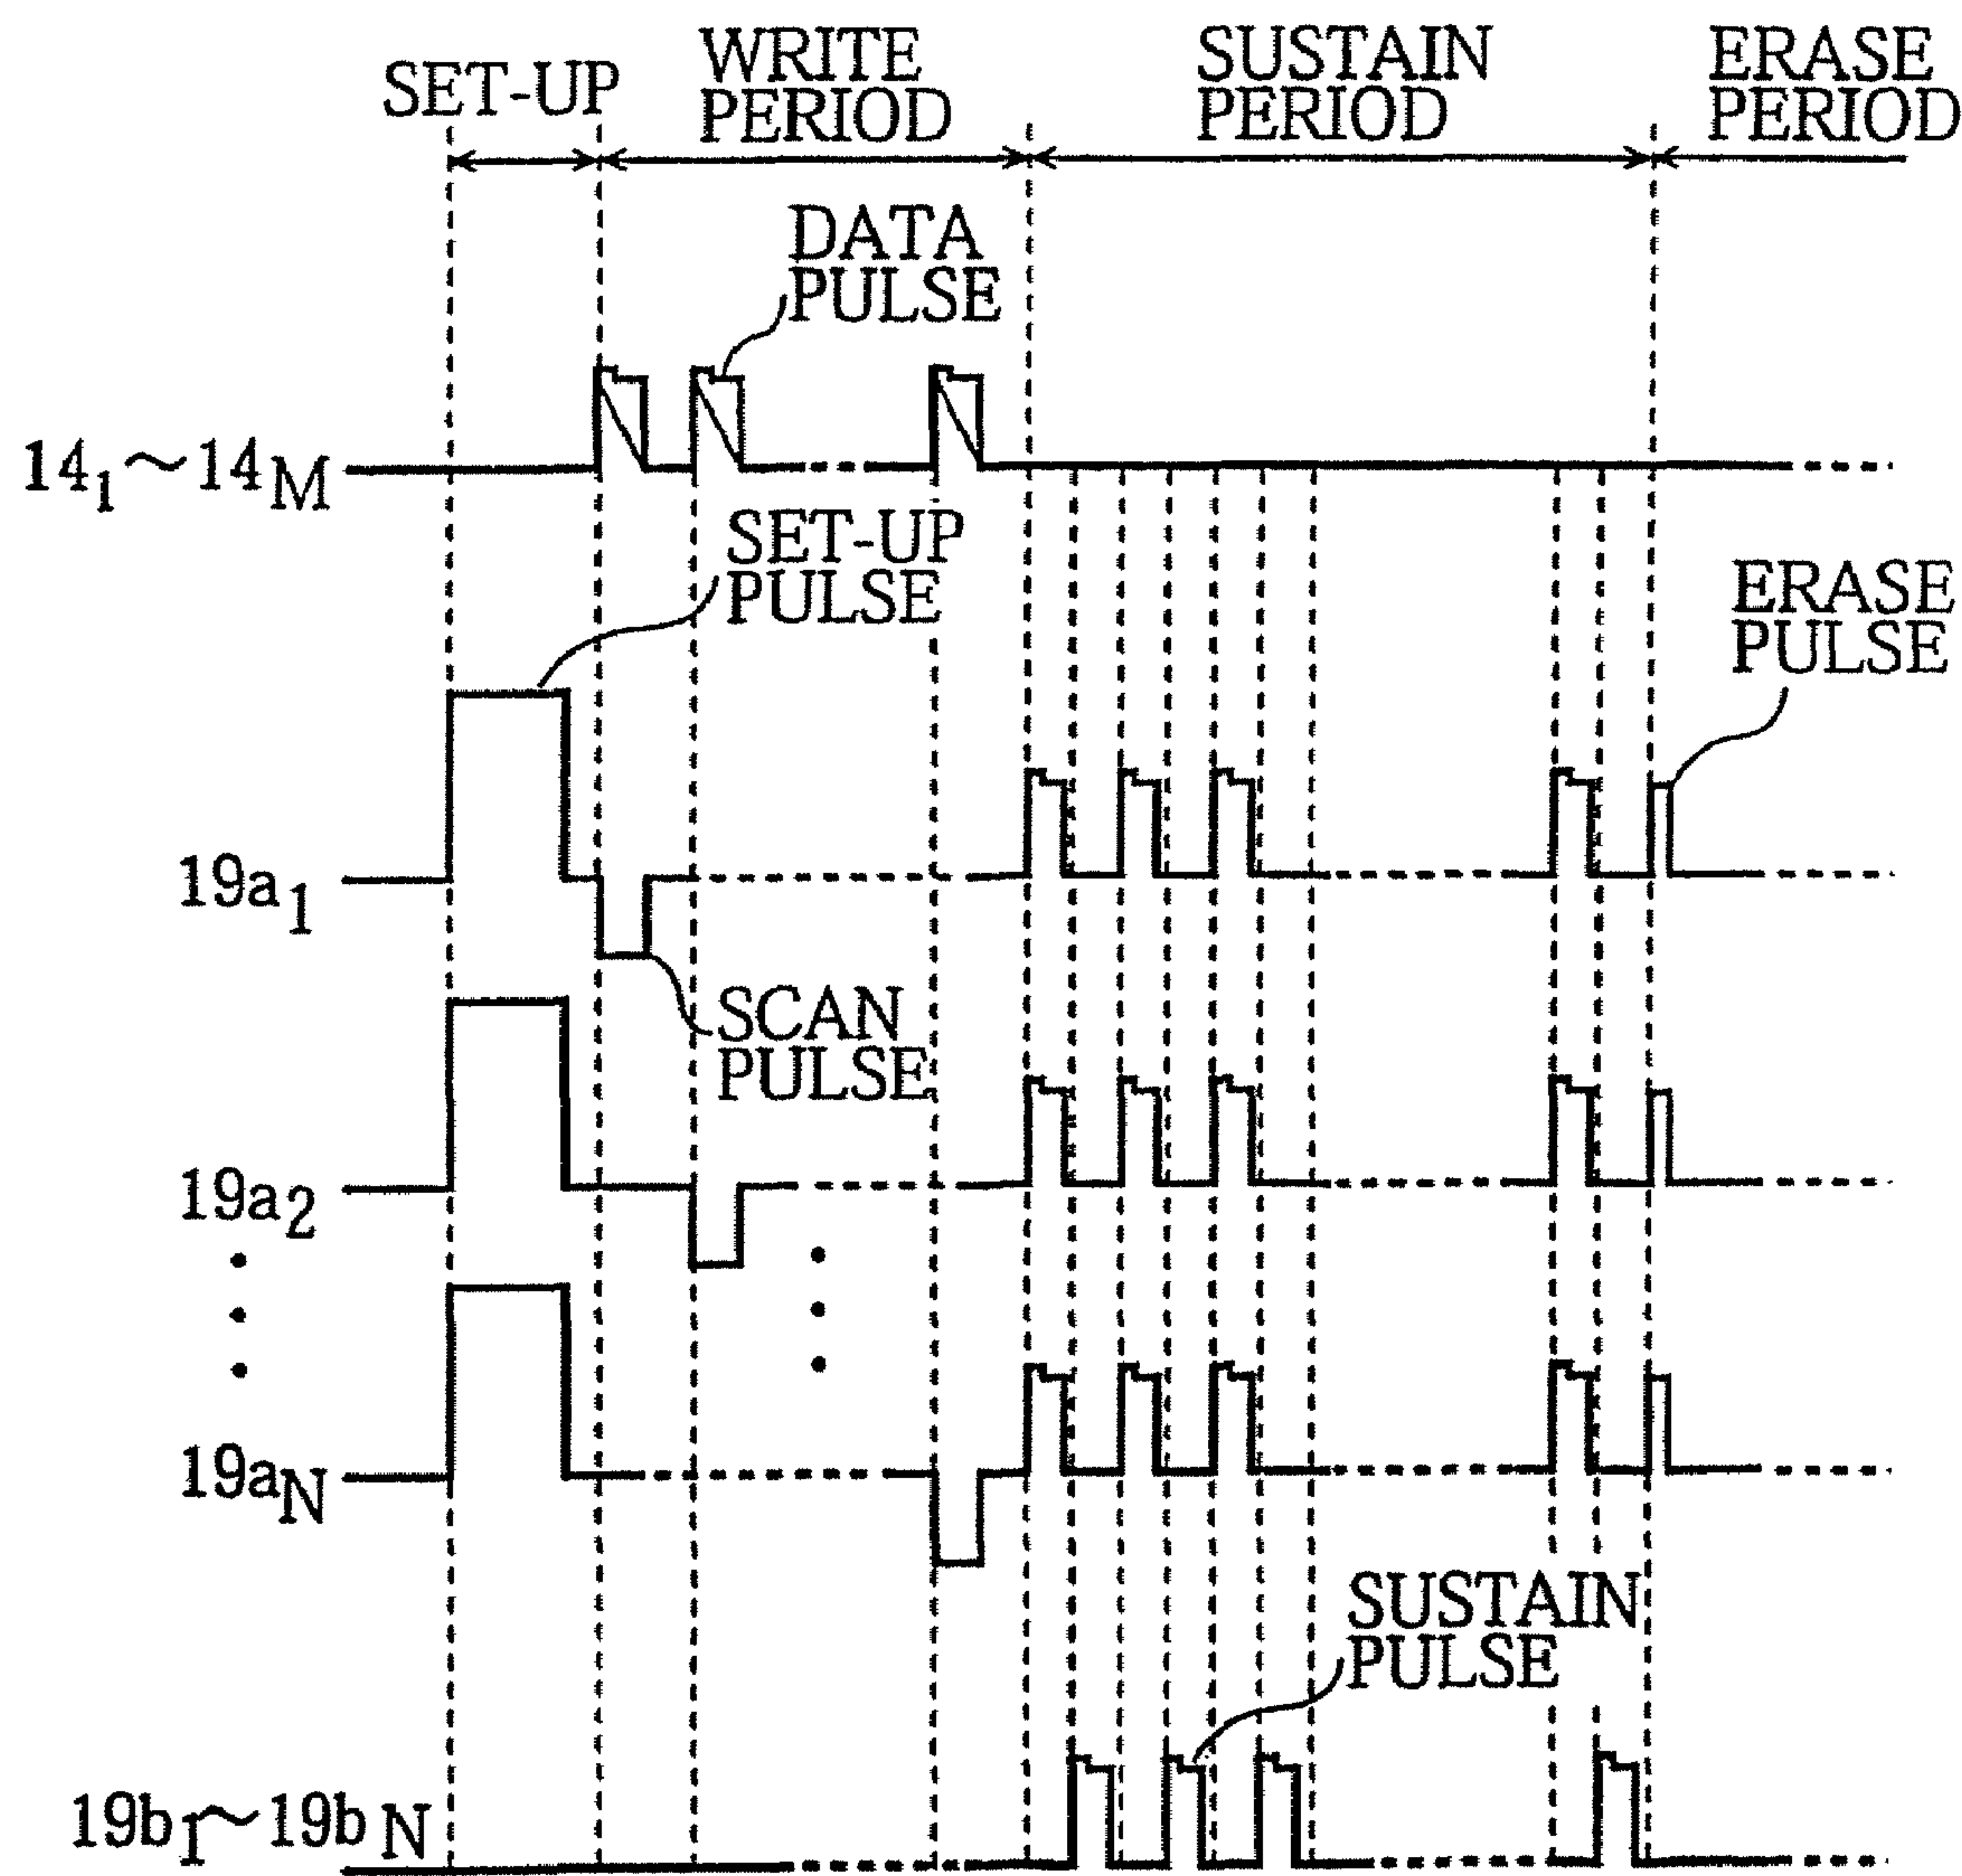 SET-UP
WRITE
PERIOD
SUSTAIN
PERIOD
ERASE
PERIOD
DATA
PULSE
14₁～14M
SET-UP
PULSE
ERASE
PULSE
19a₁
SCAN
PULSE
19a₂
19aN
SUSTAIN
PULSE
19b₁～19bN